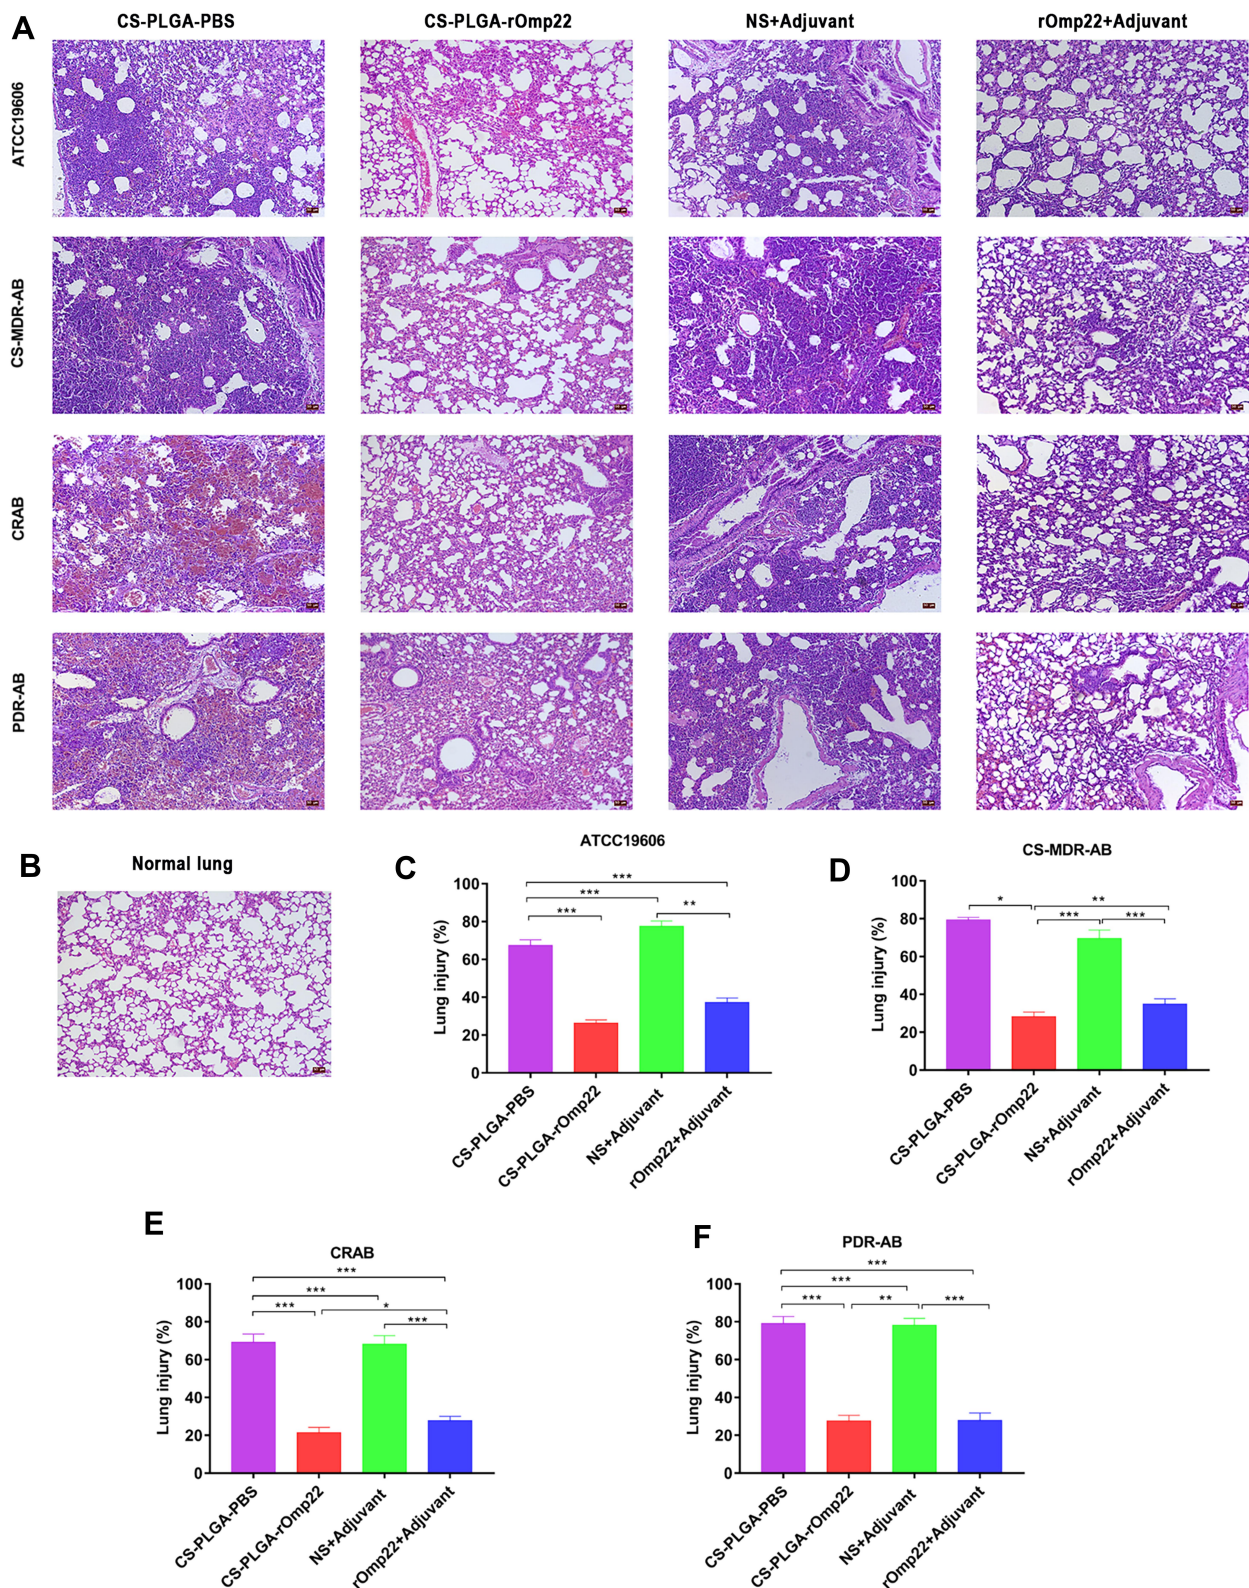 A
CS-PLGA-PBS
CS-PLGA-rOmp22
NS+Adjuvant
rOmp22+Adjuvant
ATCC19606
CS-MDR-AB
CRAB
PDR-AB
B
Normal lung
C
ATCC19606
Lung injury (%)
100
80
60
40
20
0
***
***
***
**
CS-PLGA-PBS
CS-PLGA-rOmp22
NS+Adjuvant
rOmp22+Adjuvant
D
CS-MDR-AB
Lung injury (%)
100
80
60
40
20
0
*
**
***
***
CS-PLGA-PBS
CS-PLGA-rOmp22
NS+Adjuvant
rOmp22+Adjuvant
E
CRAB
Lung injury (%)
100
80
60
40
20
0
***
***
***
*
***
CS-PLGA-PBS
CS-PLGA-rOmp22
NS+Adjuvant
rOmp22+Adjuvant
F
PDR-AB
Lung injury (%)
100
80
60
40
20
0
***
***
***
**
***
CS-PLGA-PBS
CS-PLGA-rOmp22
NS+Adjuvant
rOmp22+Adjuvant